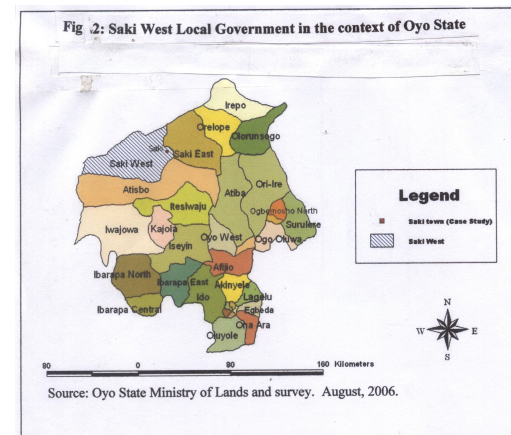 Fig 2: Saki West Local Government in the context of Oyo State
Irepo
Orelope
Olorunsogo
Saki
Saki East
Saki West
Atisbo
Atiba
Ori-Ire
Itesiwaju
Ogbomosho North
Surulere
Iwajowa
Kajola
Oyo West
Ogo Oluwa
Iseyin
Afijio
Ibarapa North
Ibarapa East
Akinyele
Ido
Lagelu
Ibarapa Central
Egbeda
Ona Ara
Oluyole
Legend
Saki town (Case Study)
Saki West
N
W E
S
80 0 80 160 Kilometers
Source: Oyo State Ministry of Lands and survey. August, 2006.